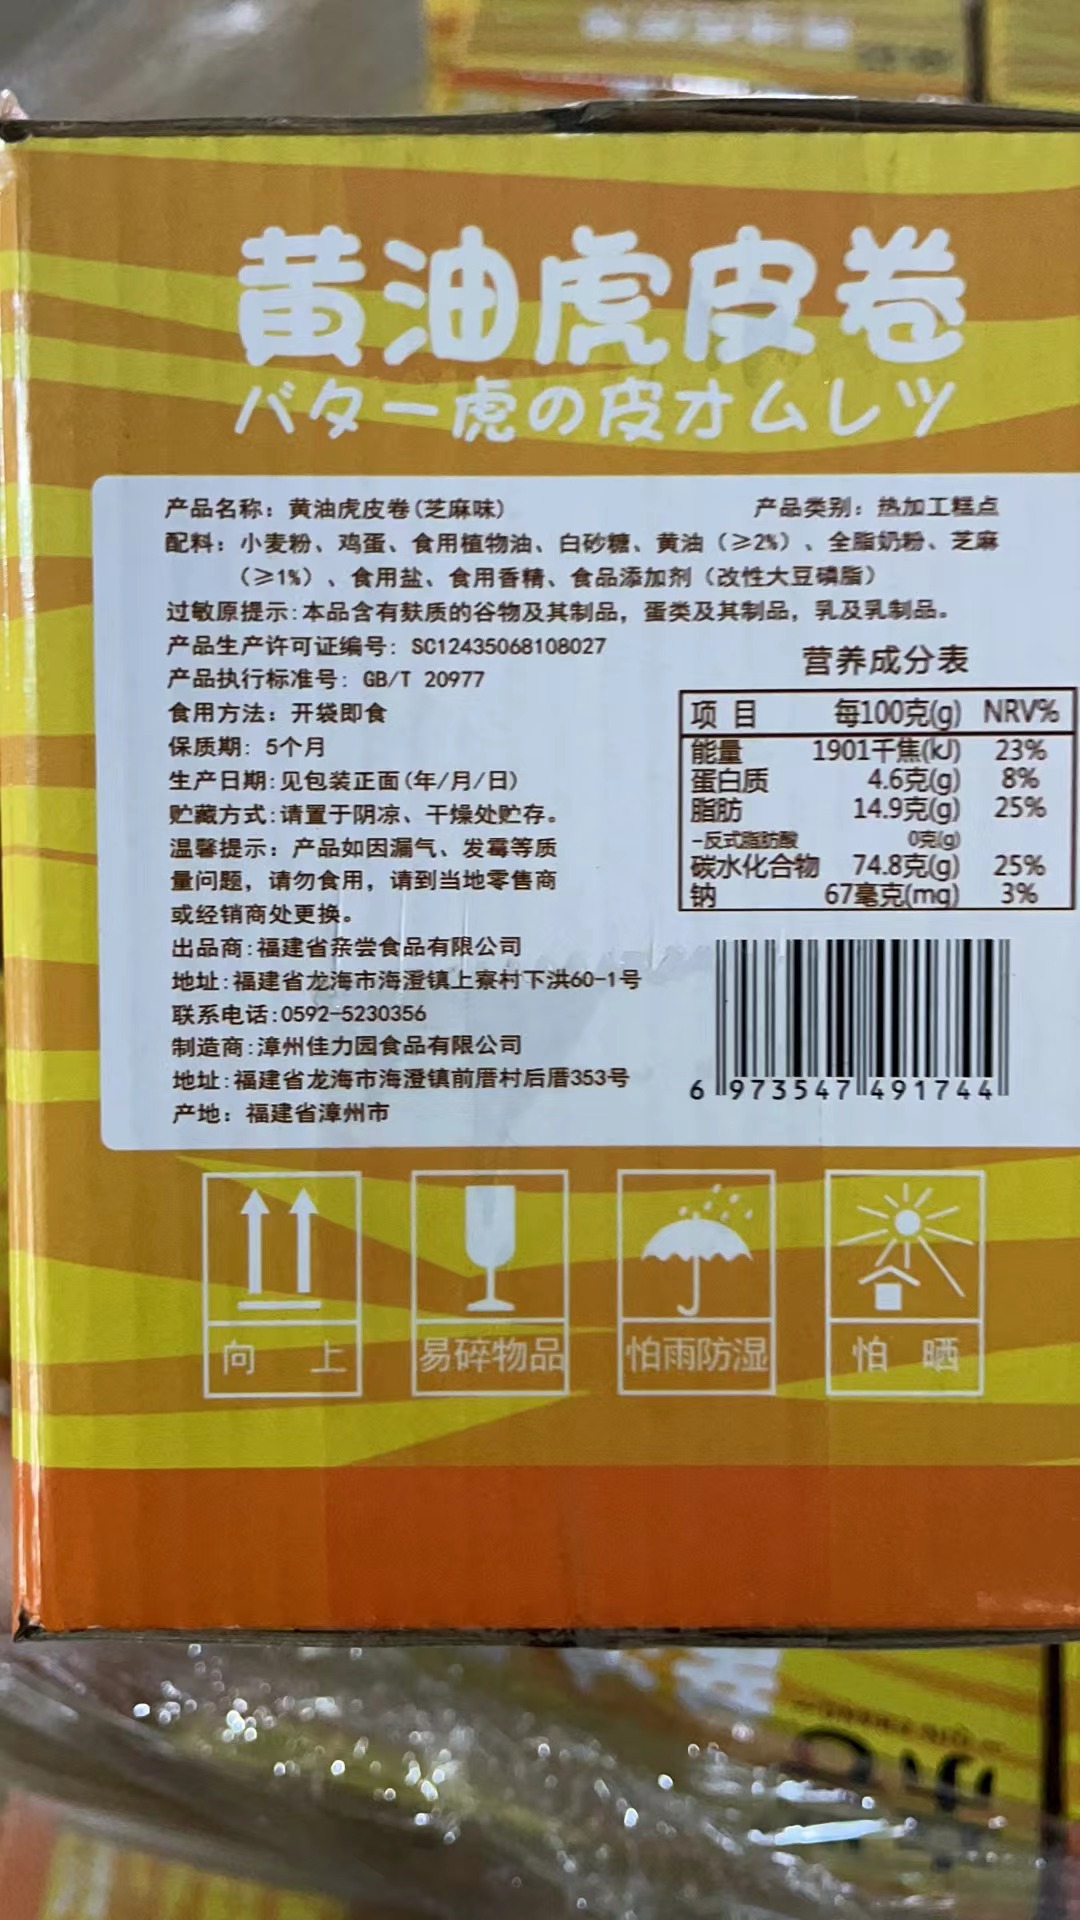 黄油虎皮卷
バター虎の皮オムレツ
产品名称：黄油虎皮卷(芝麻味) 产品类别：热加工糕点
配料：小麦粉、鸡蛋、食用植物油、白砂糖、黄油（≥2%）、全脂奶粉、芝麻
（≥1%）、食用盐、食用香精、食品添加剂（改性大豆磷脂）
过敏原提示:本品含有麸质的谷物及其制品，蛋类及其制品，乳及乳制品。
产品生产许可证编号: SC12435068108027
产品执行标准号: GB/T 20977
食用方法：开袋即食
保质期: 5个月
生产日期:见包装正面(年/月/日)
贮藏方式:请置于阴凉、干燥处贮存。
温馨提示：产品如因漏气、发霉等质
量问题，请勿食用，请到当地零售商
或经销商处更换。
出品商:福建省亲尝食品有限公司
地址:福建省龙海市海澄镇上寮村下洪60-1号
联系电话:0592-5230356
制造商:漳州佳力园食品有限公司
地址:福建省龙海市海澄镇前厝村后厝353号
产地：福建省漳州市
营养成分表
项 目 每100克(g) NRV%
能量 1901千焦(kJ) 23%
蛋白质 4.6克(g) 8%
脂肪 14.9克(g) 25%
-反式脂肪酸 0克(g)
碳水化合物 74.8克(g) 25%
钠 67毫克(mg) 3%
6 973547 491744
向 上
易碎物品
怕雨防湿
怕 晒